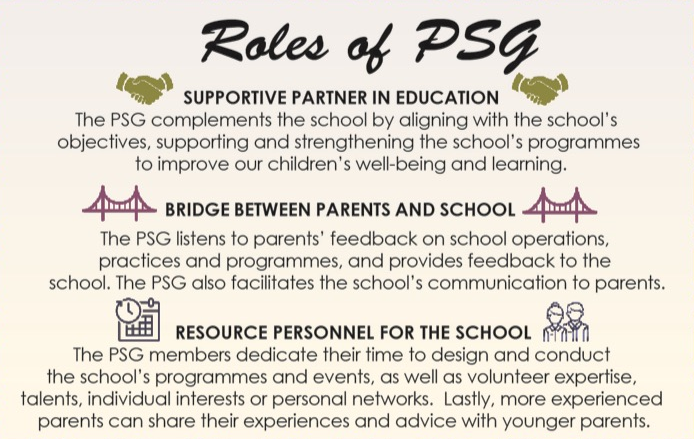 Roles of PSG
SUPPORTIVE PARTNER IN EDUCATION
The PSG complements the school by aligning with the school's
objectives, supporting and strengthening the school's programmes
to improve our children's well-being and learning.
BRIDGE BETWEEN PARENTS AND SCHOOL
The PSG listens to parents' feedback on school operations,
practices and programmes, and provides feedback to the
school. The PSG also facilitates the school's communication to parents.
RESOURCE PERSONNEL FOR THE SCHOOL
The PSG members dedicate their time to design and conduct
the school's programmes and events, as well as volunteer expertise,
talents, individual interests or personal networks. Lastly, more experienced
parents can share their experiences and advice with younger parents.